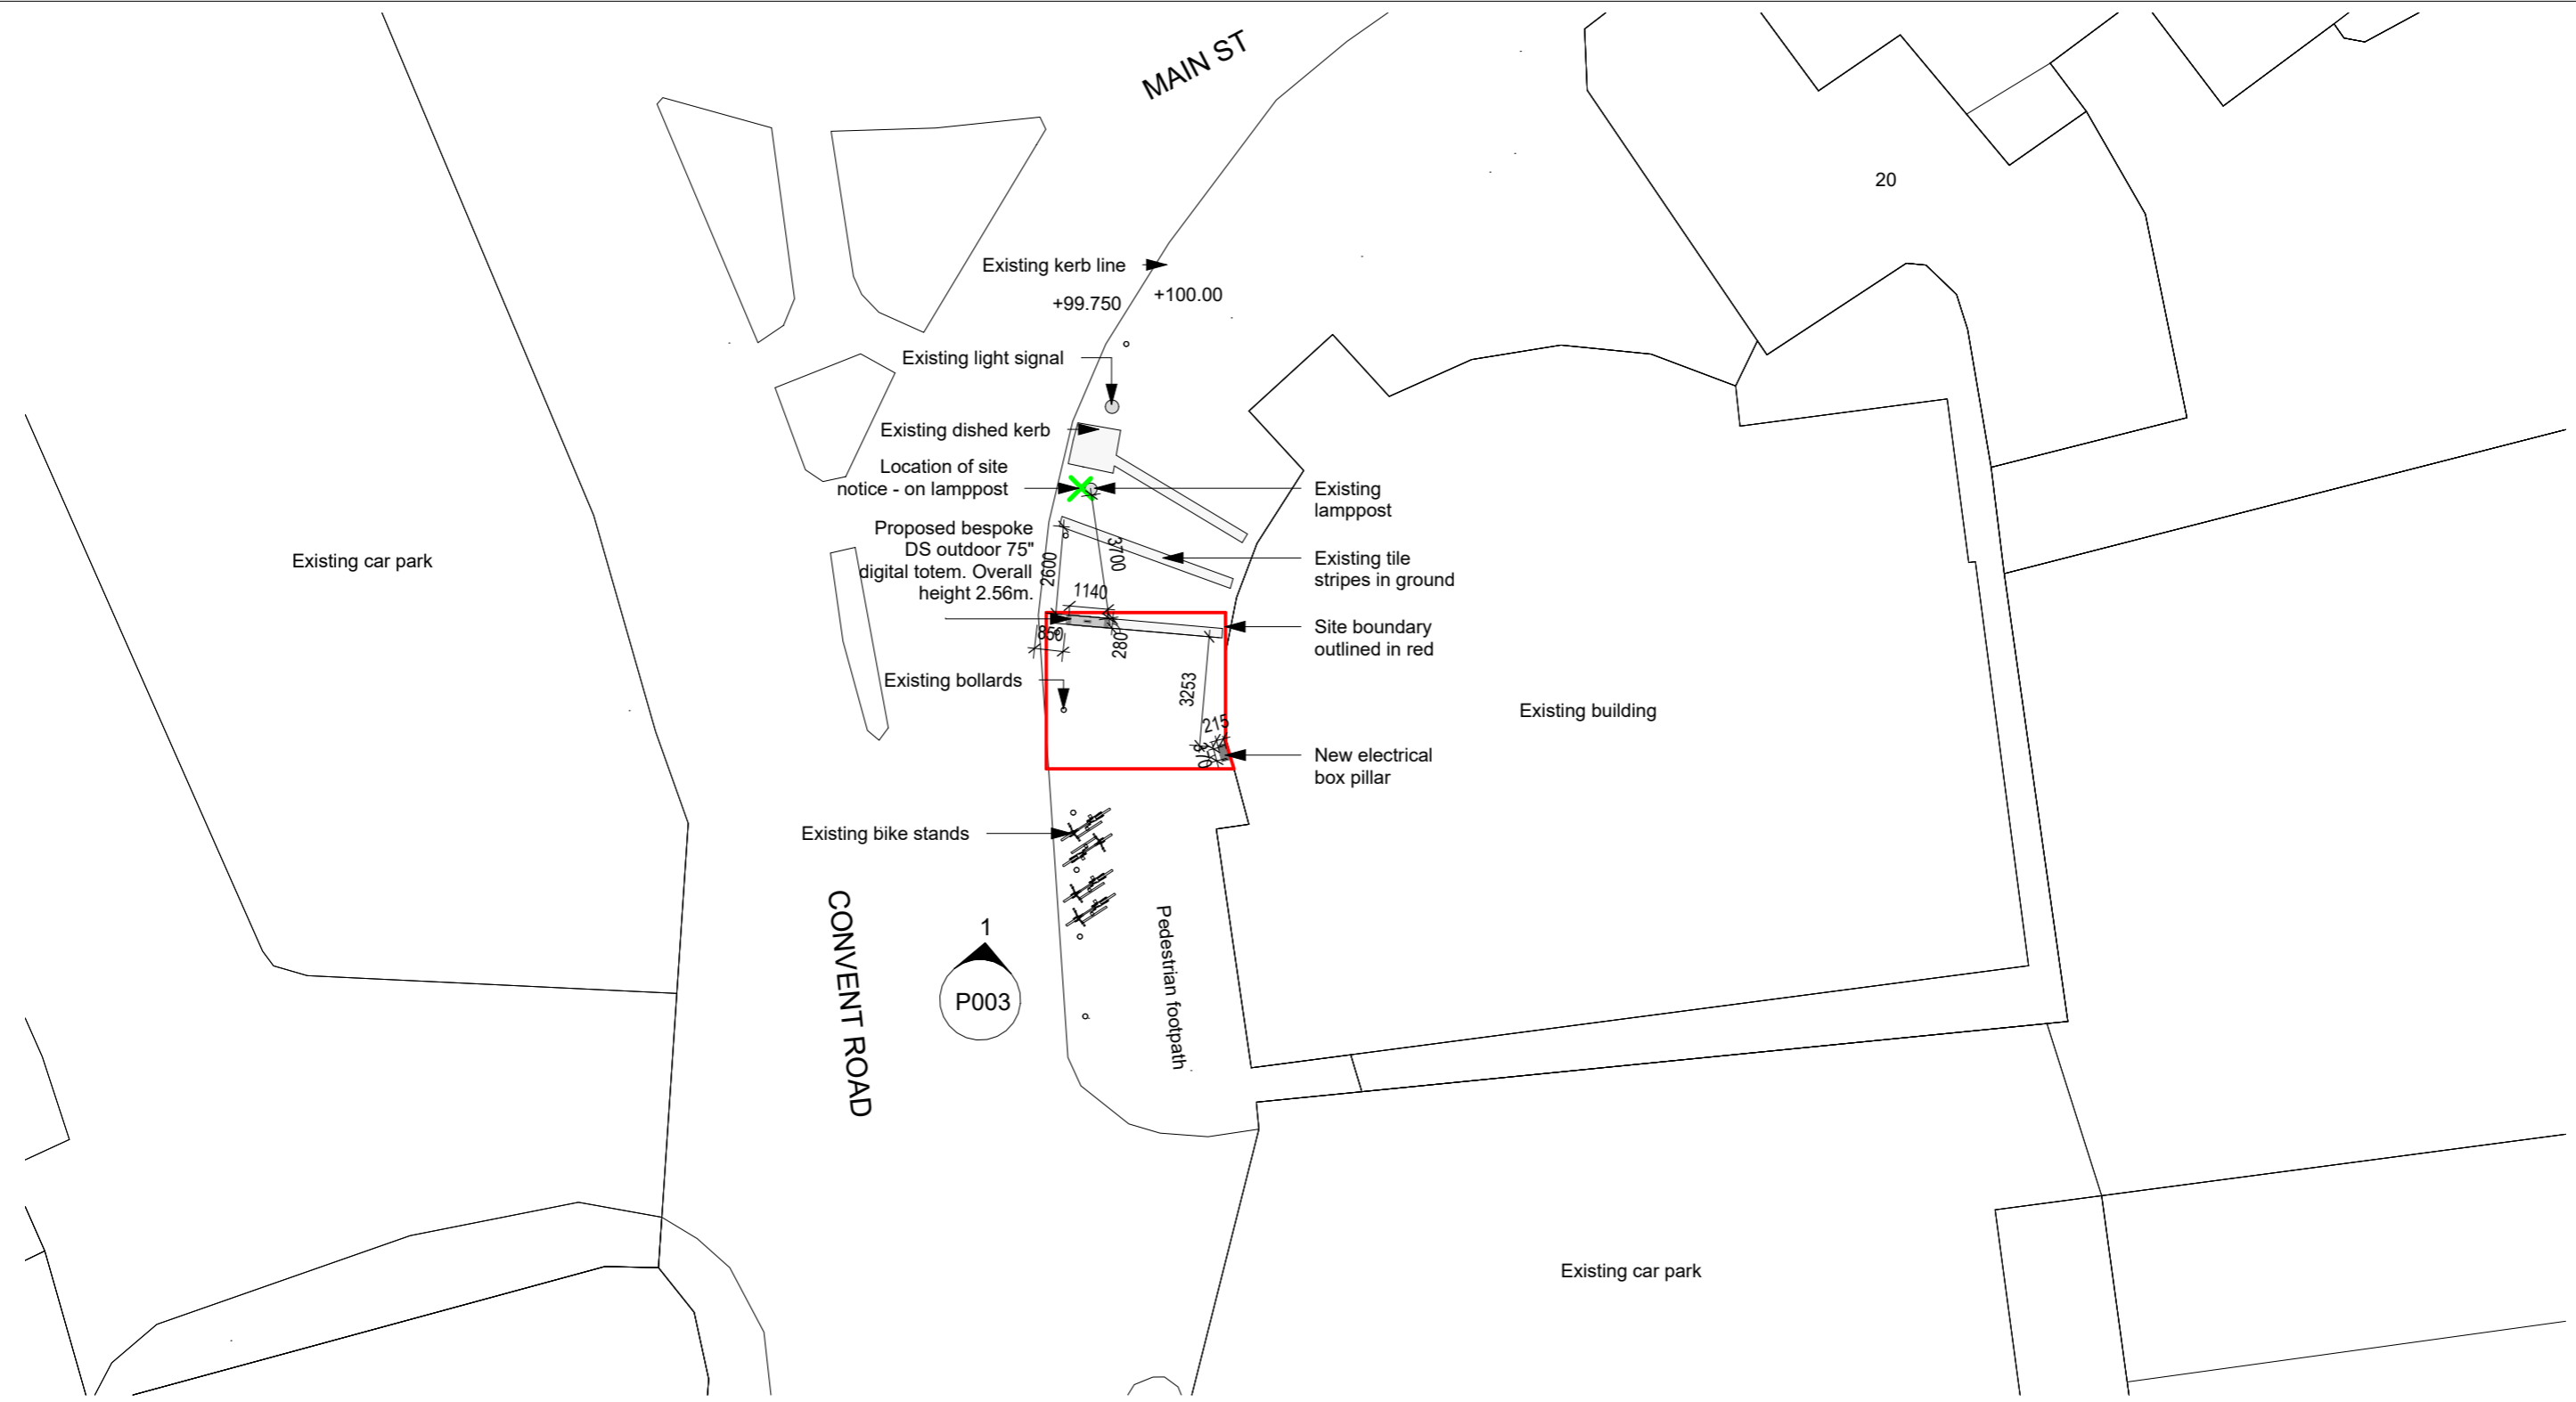 MAIN ST
20
Existing kerb line
+99.750
+100.00
Existing light signal
Existing dished kerb
Location of site
notice - on lamppost
Existing
lamppost
Proposed bespoke
DS outdoor 75"
digital totem. Overall
height 2.56m.
Existing tile
stripes in ground
Existing car park
2600
3700
1140
850
280
Site boundary
outlined in red
Existing bollards
3253
215
370
Existing building
New electrical
box pillar
Existing bike stands
CONVENT ROAD
1
P003
Pedestrian footpath
Existing car park